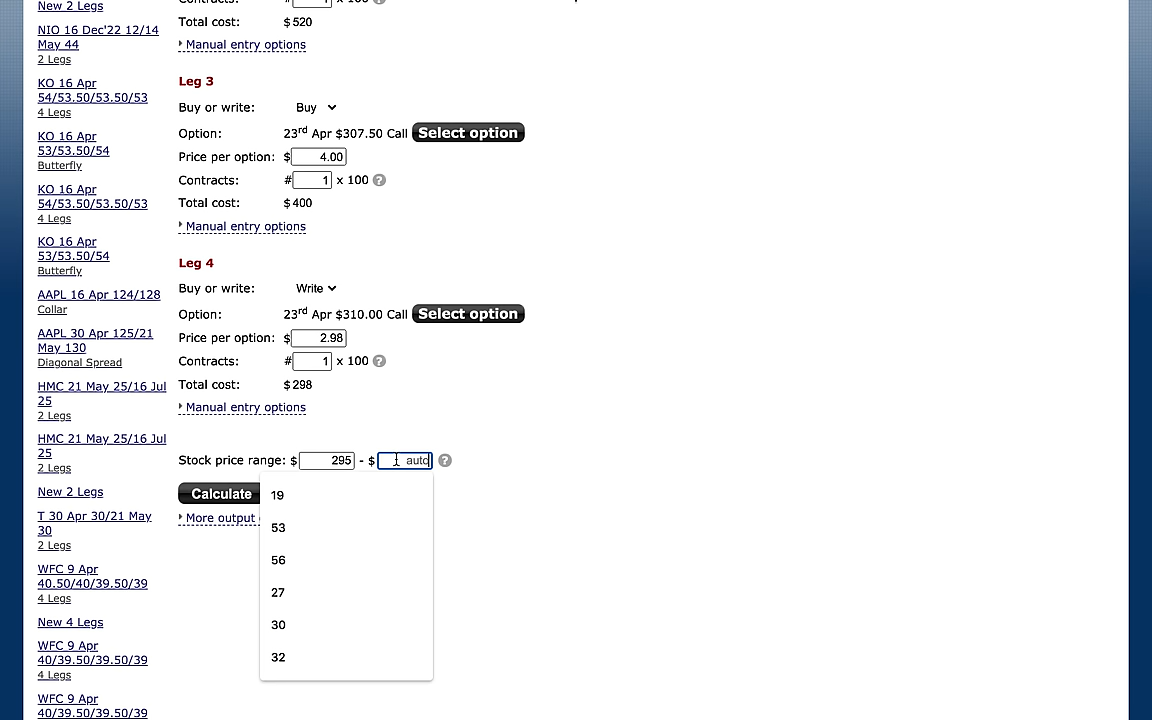 New 2 Legs
NIO 16 Dec'22 12/14
May 44
2 Legs
KO 16 Apr
54/53.50/53.50/53
4 Legs
KO 16 Apr
53/53.50/54
Butterfly
KO 16 Apr
54/53.50/53.50/53
4 Legs
KO 16 Apr
53/53.50/54
Butterfly
AAPL 16 Apr 124/128
Collar
AAPL 30 Apr 125/21
May 130
Diagonal Spread
HMC 21 May 25/16 Jul
25
2 Legs
HMC 21 May 25/16 Jul
25
2 Legs
New 2 Legs
T 30 Apr 30/21 May
30
2 Legs
WFC 9 Apr
40.50/40/39.50/39
4 Legs
New 4 Legs
WFC 9 Apr
40/39.50/39.50/39
4 Legs
WFC 9 Apr
40/39.50/39.50/39
Contracts: # 1 x 100 ?
Total cost: $ 520
Manual entry options
Leg 3
Buy or write: Buy
Option: 23rd Apr $307.50 Call Select option
Price per option: $ 4.00
Contracts: # 1 x 100 ?
Total cost: $ 400
Manual entry options
Leg 4
Buy or write: Write
Option: 23rd Apr $310.00 Call Select option
Price per option: $ 2.98
Contracts: # 1 x 100 ?
Total cost: $ 298
Manual entry options
Stock price range: $ 295 - $ auto ?
Calculate
More output
19
53
56
27
30
32